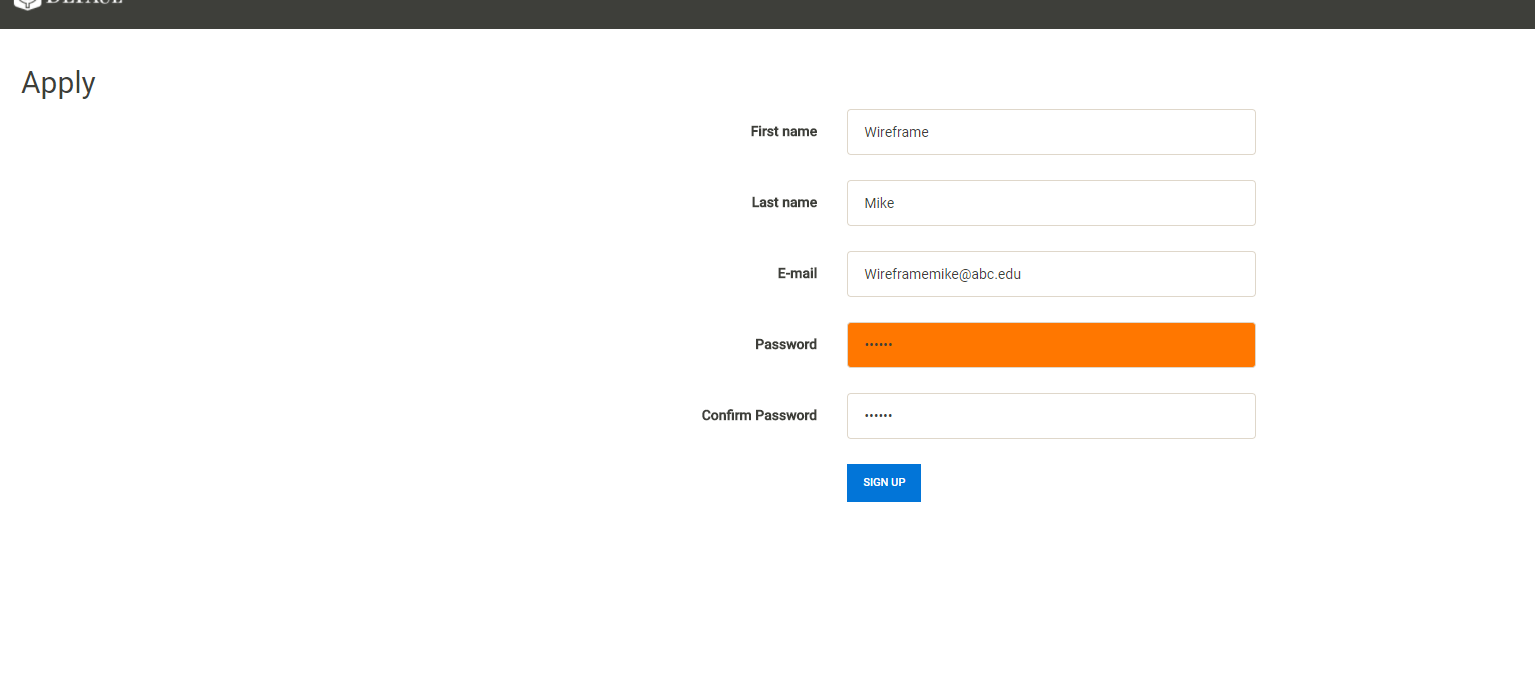 Apply
First name
Wireframe
Last name
Mike
E-mail
Wireframemike@abc.edu
Password
••••••
Confirm Password
••••••
SIGN UP